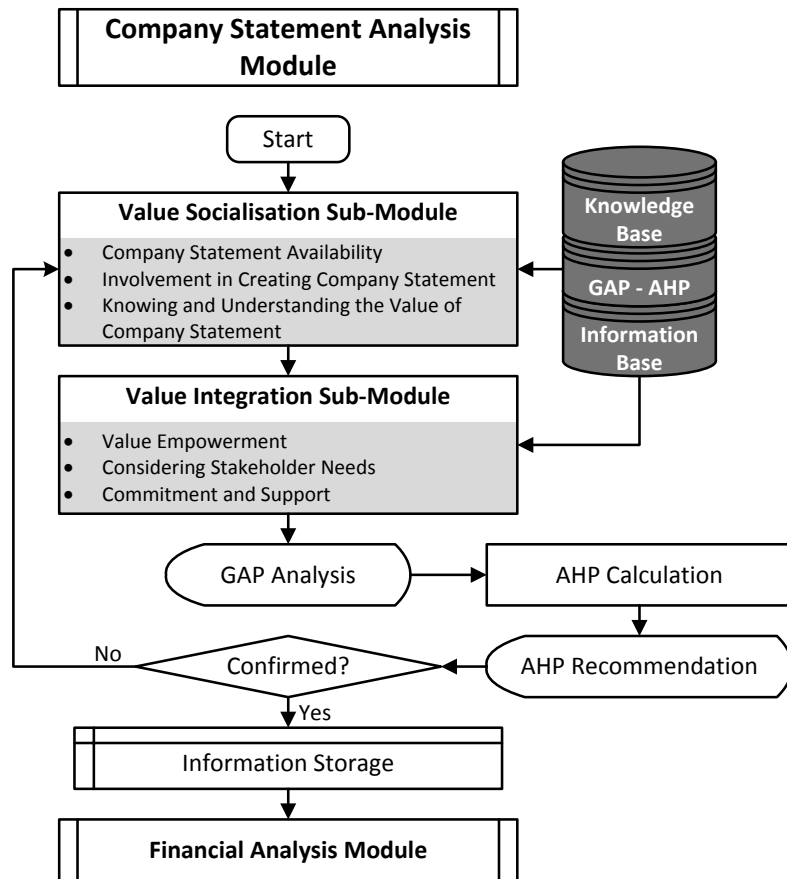 Company Statement Analysis
Module
Start
Value Socialisation Sub-Module
• Company Statement Availability
• Involvement in Creating Company Statement
• Knowing and Understanding the Value of
Company Statement
Knowledge
Base
GAP - AHP
Information
Base
Value Integration Sub-Module
• Value Empowerment
• Considering Stakeholder Needs
• Commitment and Support
GAP Analysis
AHP Calculation
No
Confirmed?
AHP Recommendation
Yes
Information Storage
Financial Analysis Module